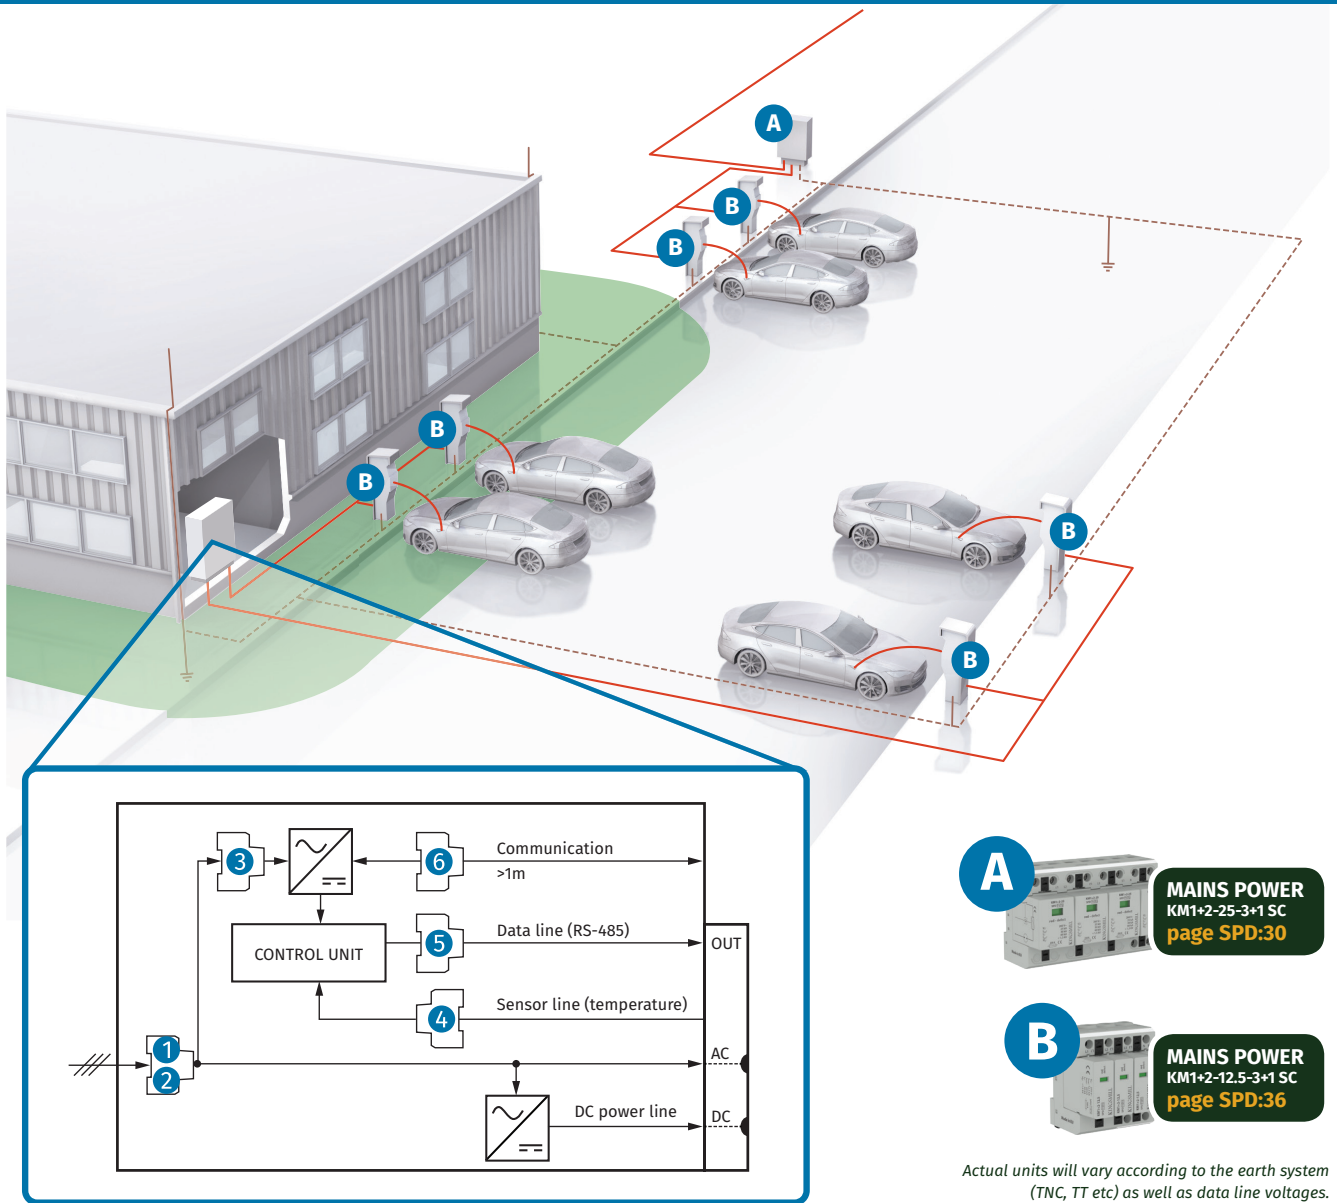 A
B
B
B
B
B
B
3
6
Communication
>1m
5
Data line (RS-485)
OUT
CONTROL UNIT
4
Sensor line (temperature)
1
2
AC
DC power line
DC
A
MAINS POWER
KM1+2-25-3+1 SC
page SPD:30
B
MAINS POWER
KM1+2-12.5-3+1 SC
page SPD:36
Actual units will vary according to the earth system
(TNC, TT etc) as well as data line voltages.